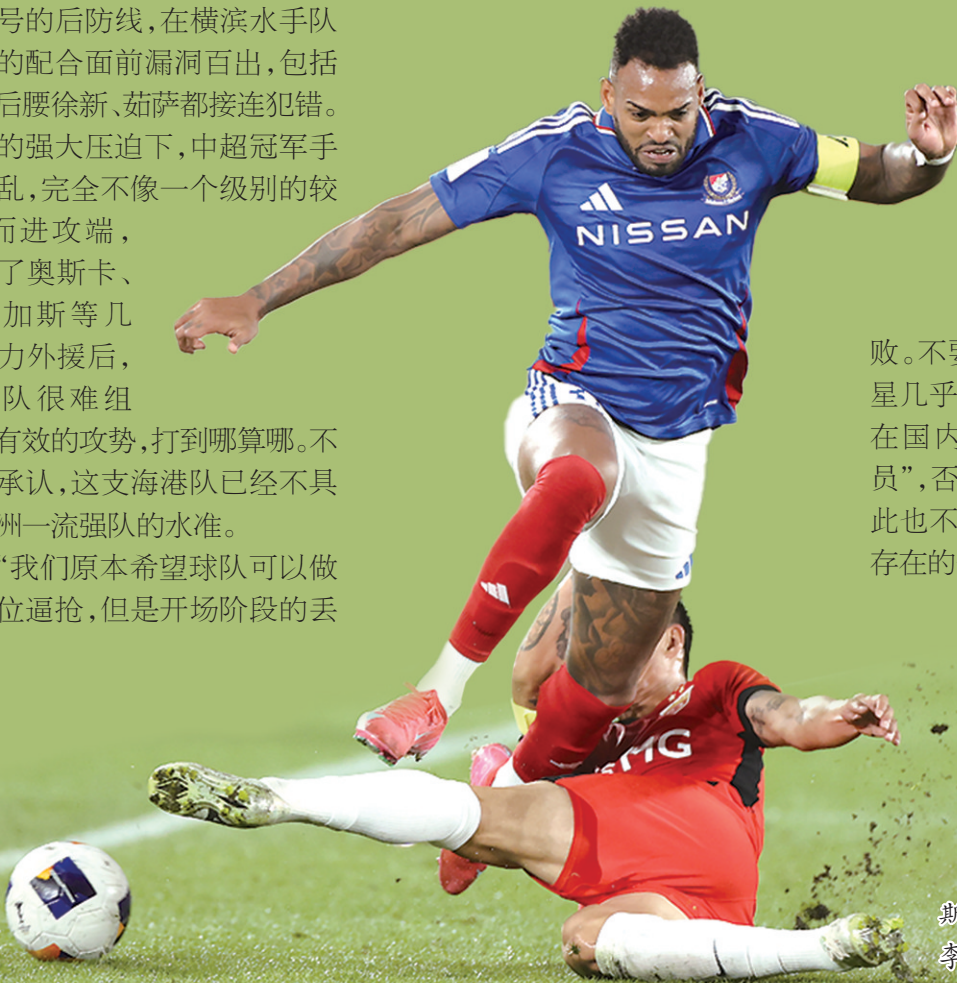 号的后防线,在横滨水手队
的配合面前漏洞百出,包括
后腰徐新、茹萨都接连犯错。
的强大压迫下,中超冠军手
乱,完全不像一个级别的较
而进攻端,
了奥斯卡、
加斯等几
力外援后,
队很难组
有效的攻势,打到哪算哪。不
承认,这支海港队已经不具
洲一流强队的水准。
“我们原本希望球队可以做
位逼抢,但是开场阶段的丢
NISSAN
MG
败。不要
星几乎
在国内
员”,否
此也不
存在的
斯
李